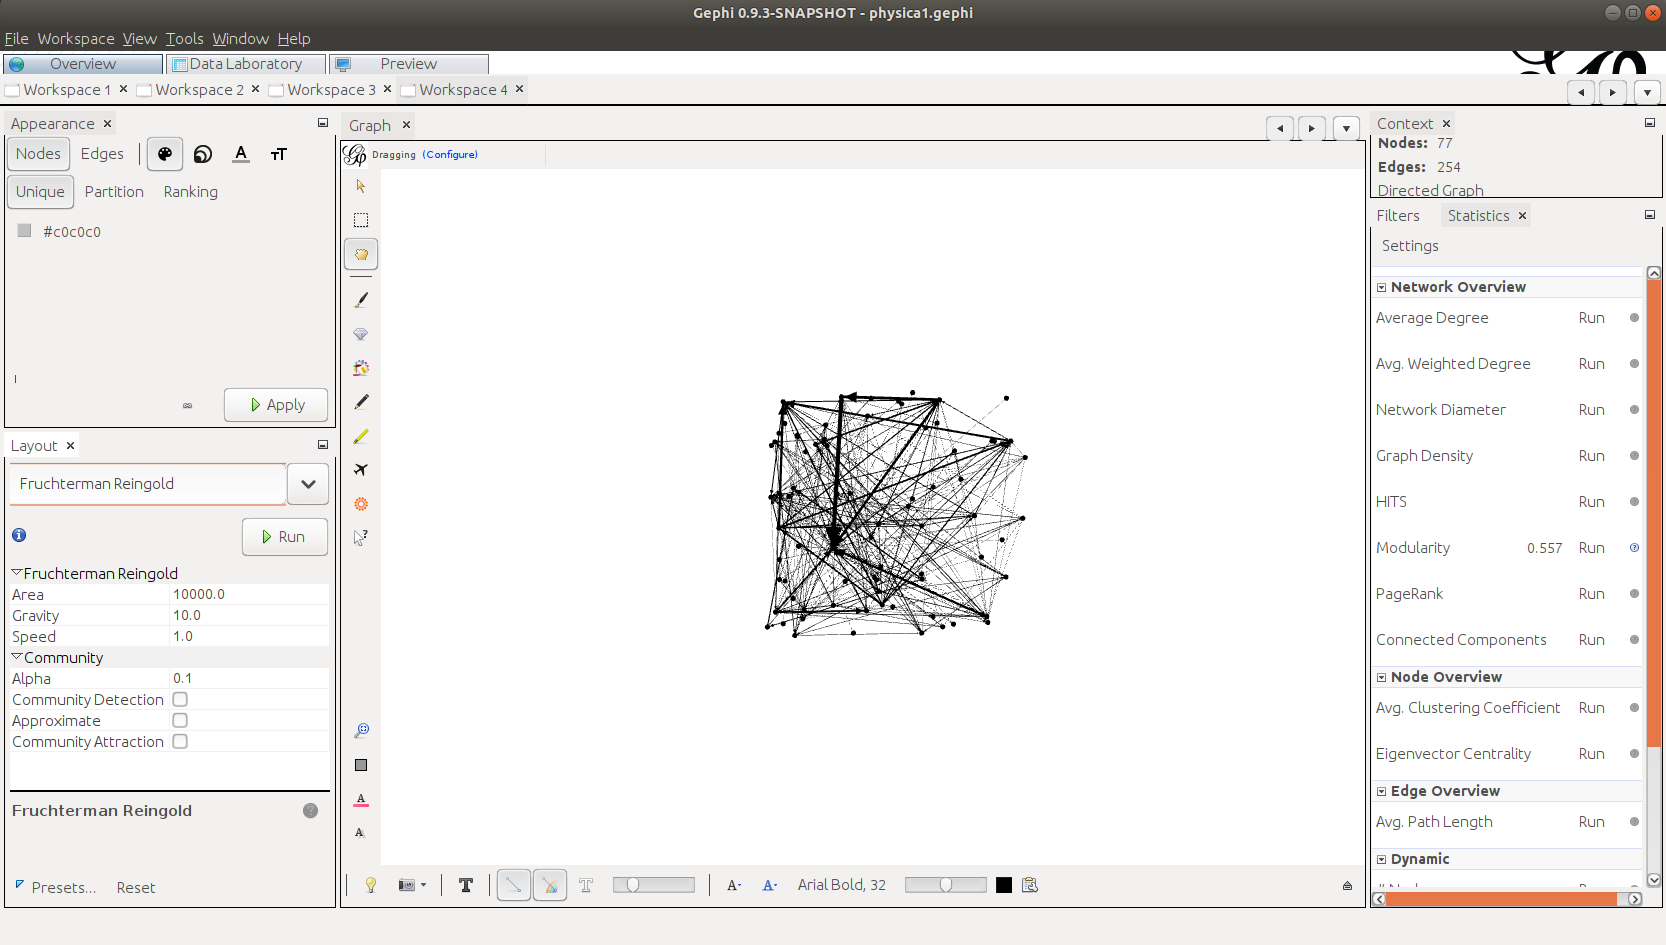 Gephi 0.9.3-SNAPSHOT - physica1.gephi
File Workspace View Tools Window Help
Overview Data Laboratory Preview
Workspace 1 Workspace 2 Workspace 3 Workspace 4
Appearance
Nodes Edges
Unique Partition Ranking
#c0c0c0
Apply
Layout
Fruchterman Reingold
Run
Fruchterman Reingold
Area 10000.0
Gravity 10.0
Speed 1.0
Community
Alpha 0.1
Community Detection
Approximate
Community Attraction
Fruchterman Reingold
Presets... Reset
Graph
Dragging (Configure)
Arial Bold, 32
Context
Nodes: 77
Edges: 254
Directed Graph
Filters Statistics
Settings
Network Overview
Average Degree Run
Avg. Weighted Degree Run
Network Diameter Run
Graph Density Run
HITS Run
Modularity 0.557 Run
PageRank Run
Connected Components Run
Node Overview
Avg. Clustering Coefficient Run
Eigenvector Centrality Run
Edge Overview
Avg. Path Length Run
Dynamic